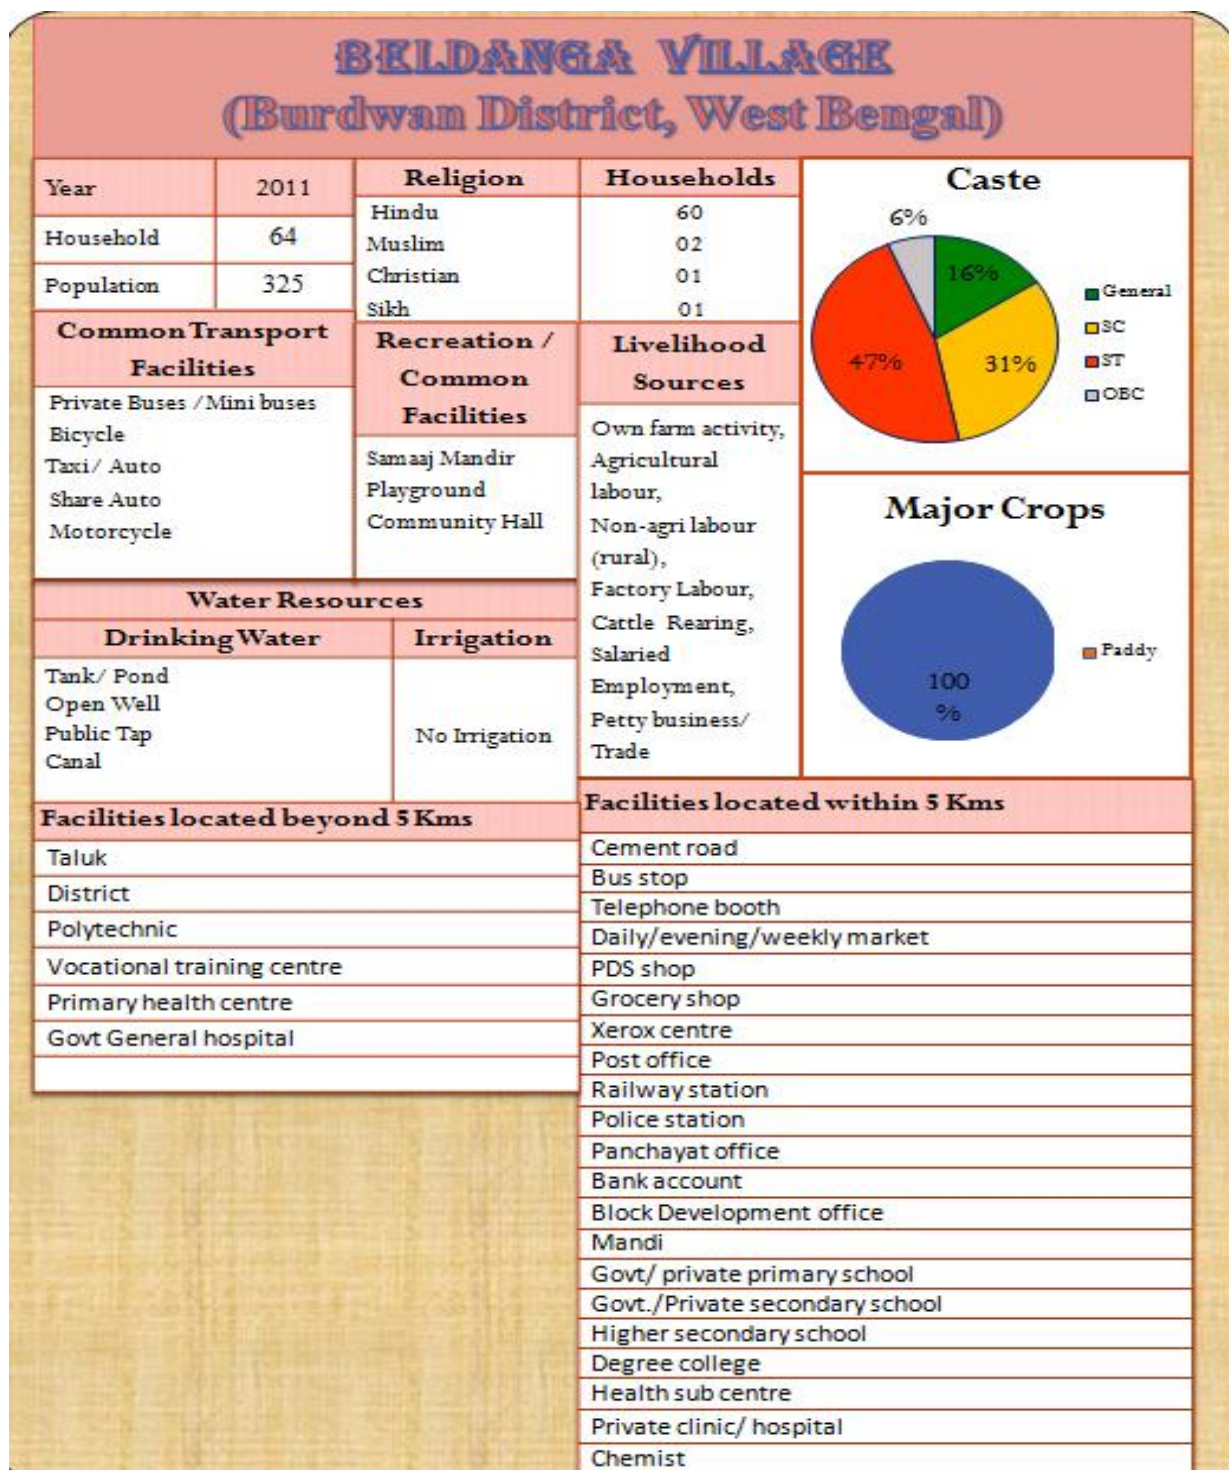 BELDANGA VILLAGE
(Burdwan District, West Bengal)
Year 2011
Household 64
Population 325
Religion Households
Hindu 60
Muslim 02
Christian 01
Sikh 01
Caste
6%
16%
47%
31%
General
SC
ST
OBC
Common Transport
Facilities
Private Buses /Mini buses
Bicycle
Taxi/ Auto
Share Auto
Motorcycle
Recreation /
Common
Facilities
Samaaj Mandir
Playground
Community Hall
Livelihood
Sources
Own farm activity,
Agricultural
labour,
Non-agri labour
(rural),
Factory Labour,
Cattle Rearing,
Salaried
Employment,
Petty business/
Trade
Major Crops
100
%
Paddy
Water Resources
Drinking Water Irrigation
Tank/ Pond
Open Well
Public Tap
Canal
No Irrigation
Facilities located beyond 5 Kms
Taluk
District
Polytechnic
Vocational training centre
Primary health centre
Govt General hospital
Facilities located within 5 Kms
Cement road
Bus stop
Telephone booth
Daily/evening/weekly market
PDS shop
Grocery shop
Xerox centre
Post office
Railway station
Police station
Panchayat office
Bank account
Block Development office
Mandi
Govt/ private primary school
Govt./Private secondary school
Higher secondary school
Degree college
Health sub centre
Private clinic/ hospital
Chemist